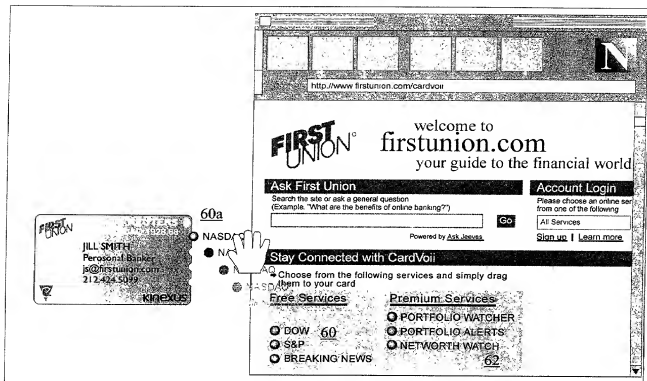 N
http://www.firstunion.com/cardvoii
FIRST UNION
welcome to
firstunion.com
your guide to the financial world
Ask First Union
Search the site or ask a general question
(Example. "What are the benefits of online banking?")
Go
Powered by Ask Jeeves
Account Login
Please choose an online ser
from one of the following
All Services
Sign up | Learn more
60a
FIRST UNION
JILL SMITH
Perosonal Banker
js@firstunion.com
212.424.5099
KINEXUS
NASDAQ
NA
AQ
NASDAQ
Stay Connected with CardVoii
Choose from the following services and simply drag
them to your card
Free Services
DOW 60
S&P
BREAKING NEWS
Premium Services
PORTFOLIO WATCHER
PORTFOLIO ALERTS
NETWORTH WATCH
62